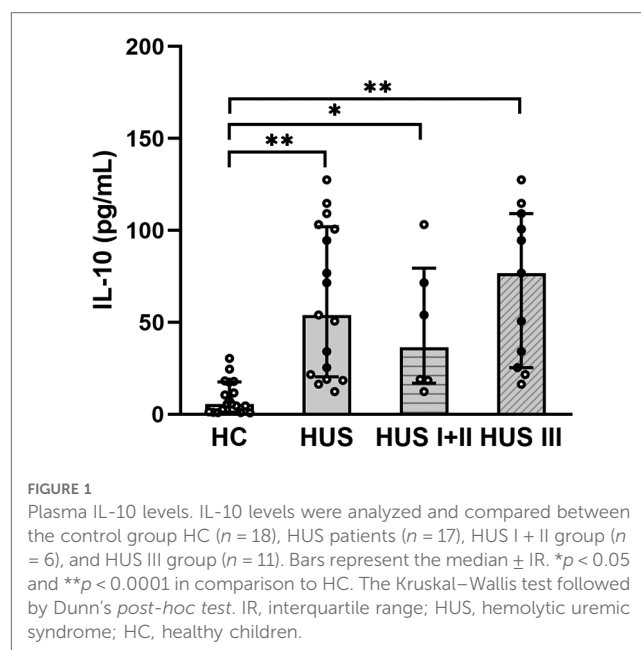 200
150
100
50
0
IL-10 (pg/mL)
**
*
**
HC HUS HUS I+II HUS III
FIGURE 1
Plasma IL-10 levels. IL-10 levels were analyzed and compared between
the control group HC (n = 18), HUS patients (n = 17), HUS I + II group (n
= 6), and HUS III group (n = 11). Bars represent the median ± IR. *p < 0.05
and **p < 0.0001 in comparison to HC. The Kruskal–Wallis test followed
by Dunn's post-hoc test. IR, interquartile range; HUS, hemolytic uremic
syndrome; HC, healthy children.